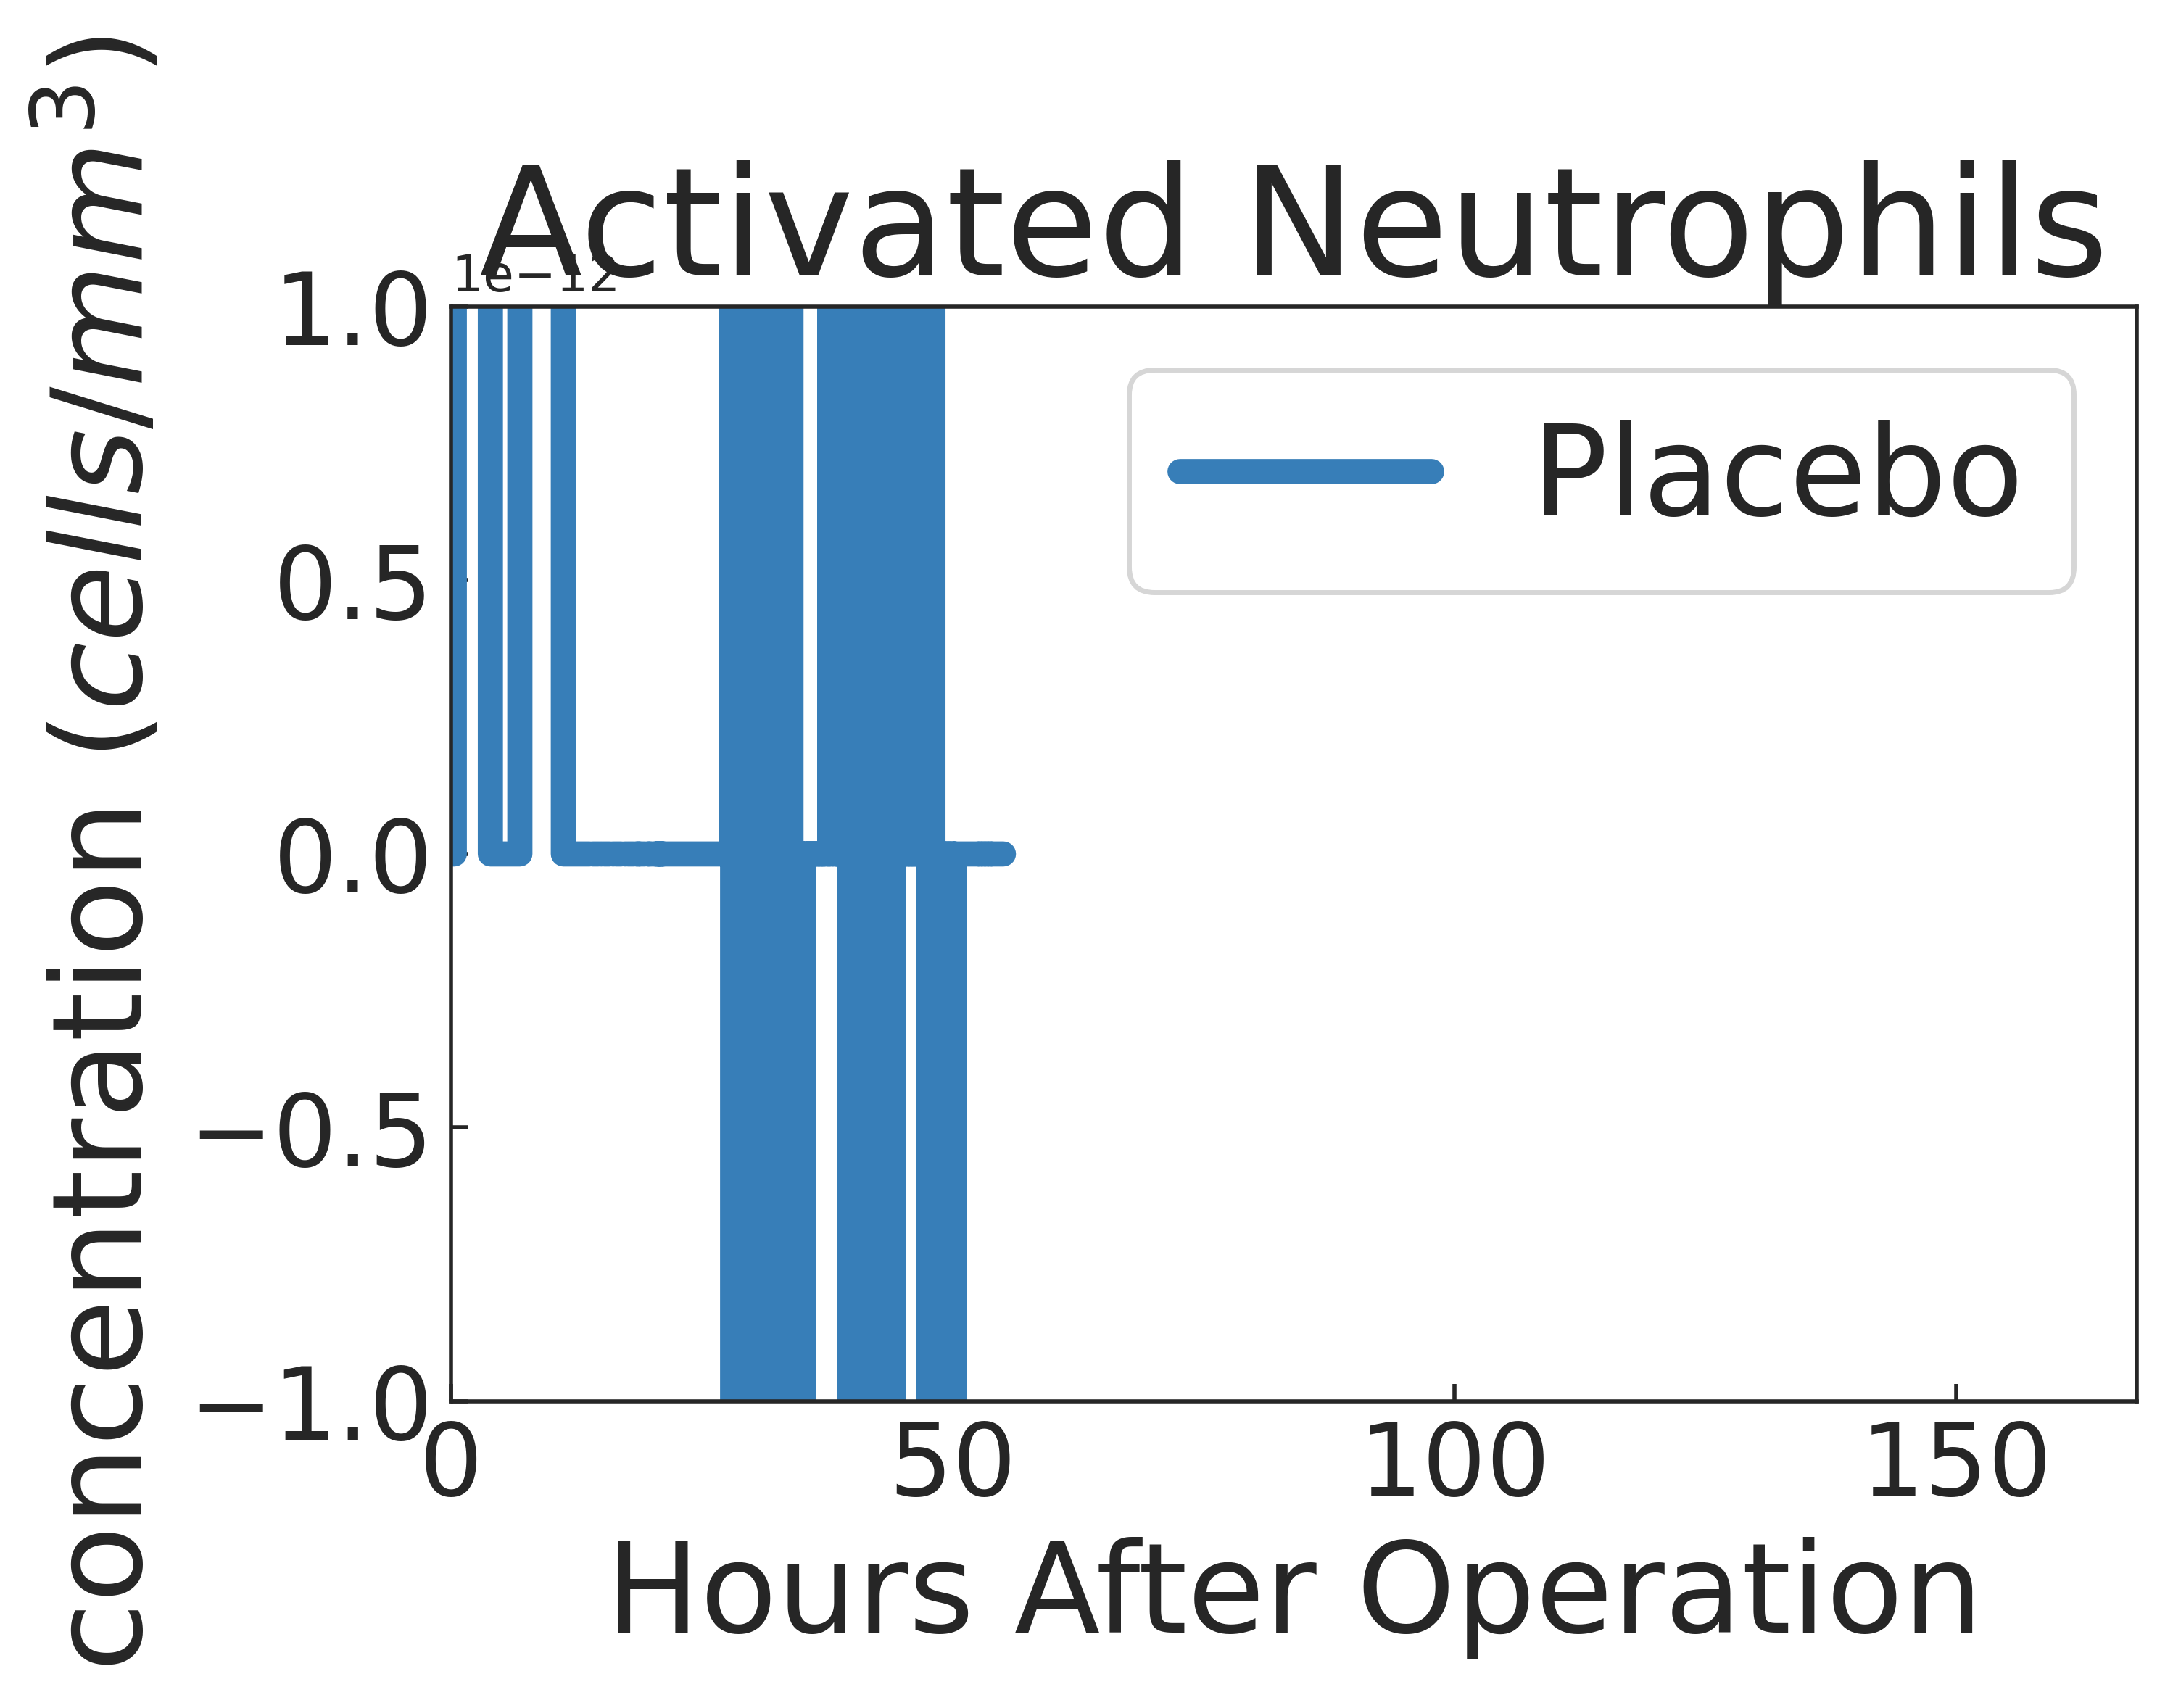 Activated Neutrophils
1e−12
concentration (cells/mm³)
1.0
0.5
0.0
−0.5
−1.0
Placebo
0 50 100 150
Hours After Operation